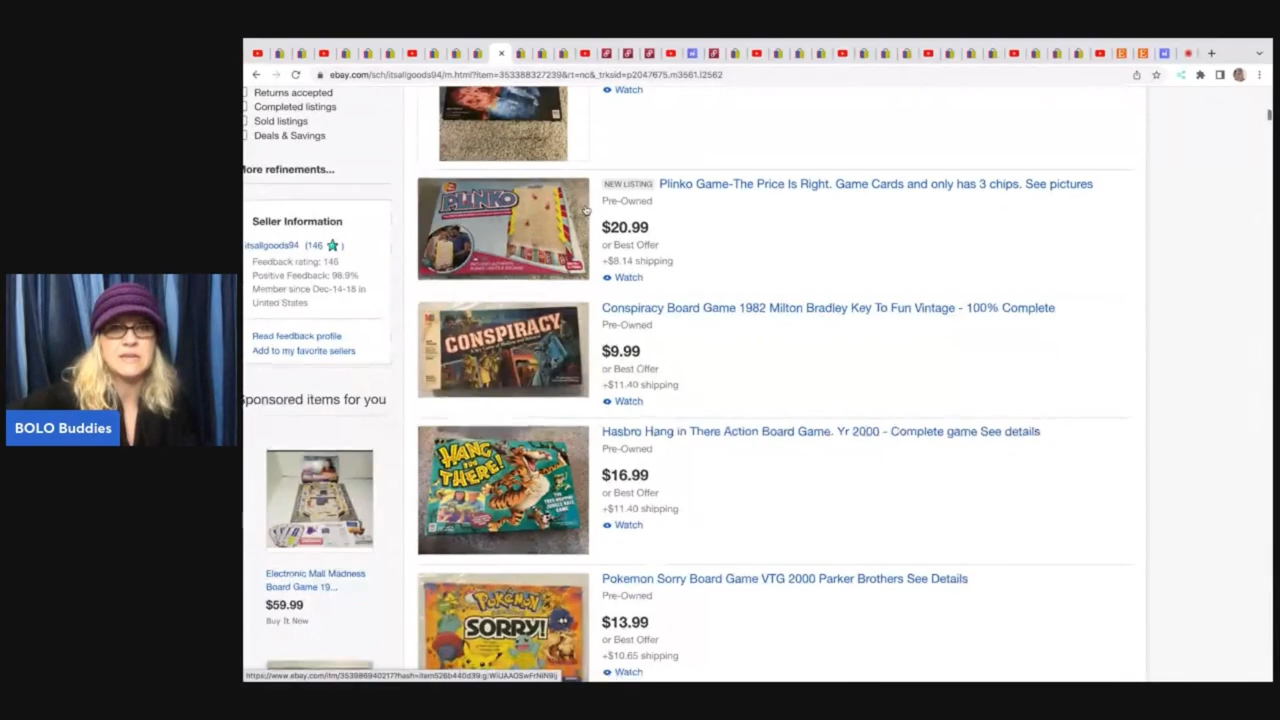 ebay.com/sch/itsallgoods94/m.html?item=353388327239&rt=nc&_trksid=p2047675.m3561.l2562
Returns accepted
Completed listings
Sold listings
Deals & Savings
More refinements...
Seller Information
itsallgoods94 (146 )
Feedback rating: 146
Positive Feedback: 98.9%
Member since Dec-14-18 in
United States
Read feedback profile
Add to my favorite sellers
Sponsored items for you
Electronic Mall Madness
Board Game 19...
$59.99
Buy It Now
Watch
PLINKO
NEW LISTING Plinko Game-The Price Is Right. Game Cards and only has 3 chips. See pictures
Pre-Owned
$20.99
or Best Offer
+$8.14 shipping
Watch
CONSPIRACY
Conspiracy Board Game 1982 Milton Bradley Key To Fun Vintage - 100% Complete
Pre-Owned
$9.99
or Best Offer
+$11.40 shipping
Watch
HANG
IN
THERE!
Hasbro Hang in There Action Board Game. Yr 2000 - Complete game See details
Pre-Owned
$16.99
or Best Offer
+$11.40 shipping
Watch
POKéMON
SORRY!
Pokemon Sorry Board Game VTG 2000 Parker Brothers See Details
Pre-Owned
$13.99
or Best Offer
+$10.65 shipping
Watch
BOLO Buddies